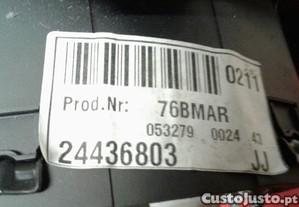 0211
Prod.Nr: 76BMAR
053279 0024 43
24436803 JJ
CustoJusto.pt